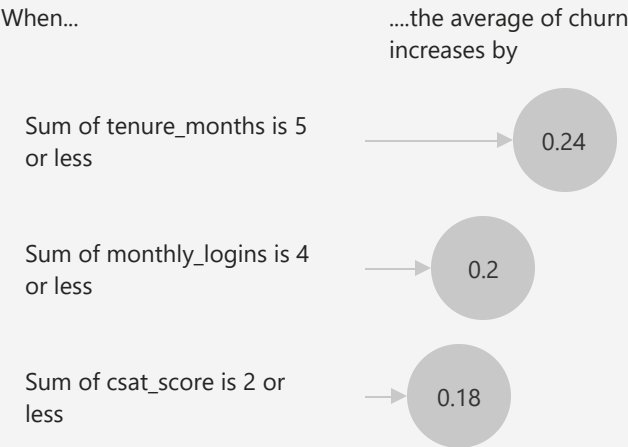 When...
....the average of churn
increases by
Sum of tenure_months is 5
or less
0.24
Sum of monthly_logins is 4
or less
0.2
Sum of csat_score is 2 or
less
0.18